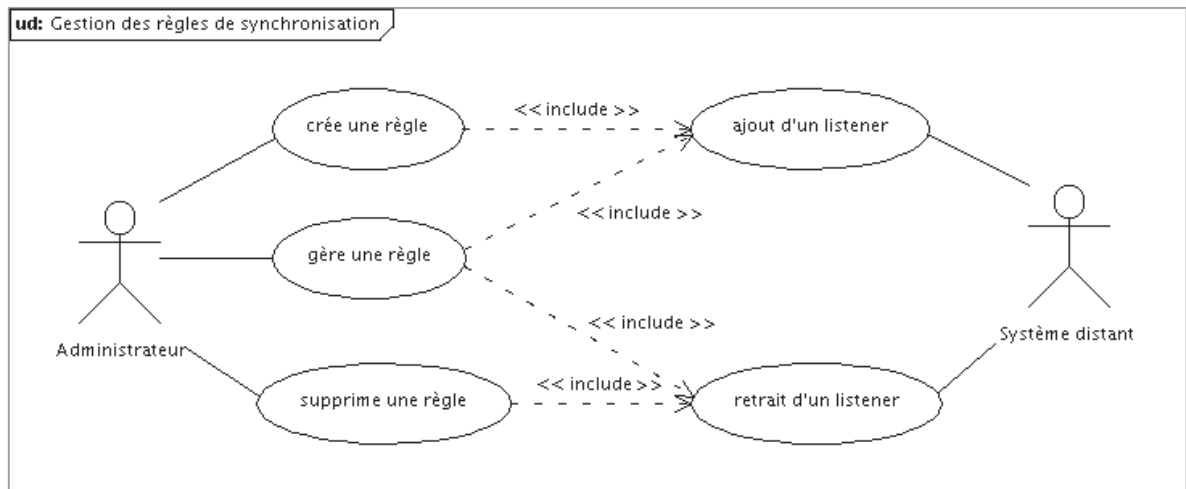 ud: Gestion des règles de synchronisation
crée une règle
<< include >>
ajout d'un listener
<< include >>
gère une règle
<< include >>
Administrateur
Système distant
<< include >>
supprime une règle
retrait d'un listener